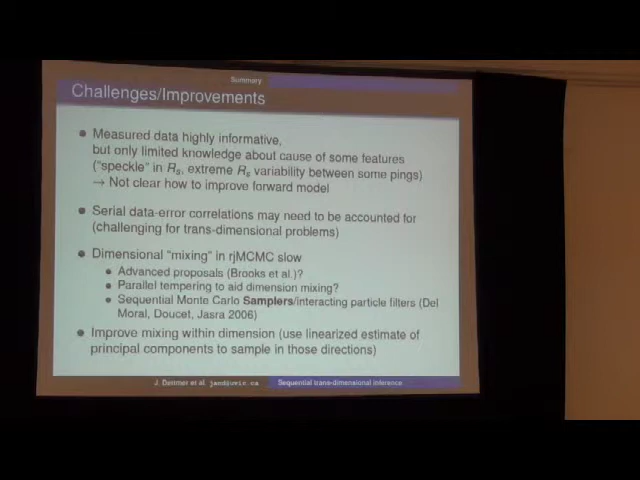 Summary
Challenges/Improvements
• Measured data highly informative,
but only limited knowledge about cause of some features
("speckle" in Rs, extreme Rs variability between some pings)
→ Not clear how to improve forward model
• Serial data-error correlations may need to be accounted for
(challenging for trans-dimensional problems)
• Dimensional "mixing" in rjMCMC slow
• Advanced proposals (Brooks et al.)?
• Parallel tempering to aid dimension mixing?
• Sequential Monte Carlo Samplers/interacting particle filters (Del
Moral, Doucet, Jasra 2006)
• Improve mixing within dimension (use linearized estimate of
principal components to sample in those directions)
J. Dettmer et al. jand@uvic.ca Sequential trans-dimensional inference